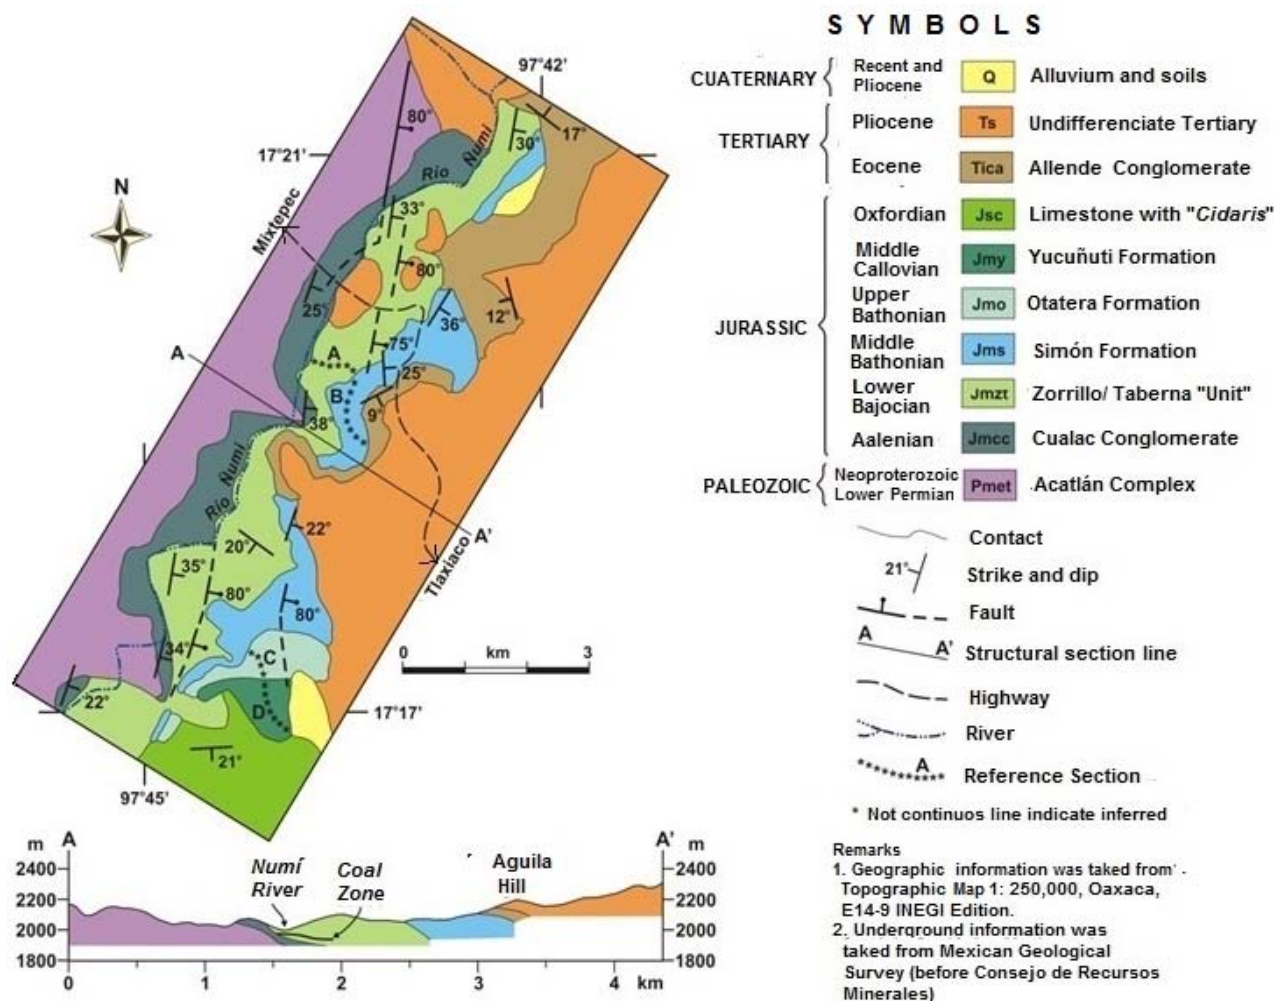 S Y M B O L S
CUATERNARY
Recent and
Pliocene
Q
Alluvium and soils
TERTIARY
Pliocene
Ts
Undifferenciate Tertiary
Eocene
Tica
Allende Conglomerate
JURASSIC
Oxfordian
Jsc
Limestone with "Cidaris"
Middle
Callovian
Jmy
Yucuñuti Formation
Upper
Bathonian
Jmo
Otatera Formation
Middle
Bathonian
Jms
Simón Formation
Lower
Bajocian
Jmzt
Zorrillo/ Taberna "Unit"
Aalenian
Jmcc
Cualac Conglomerate
PALEOZOIC
Neoproterozoic
Lower Permian
Pmet
Acatlán Complex
Contact
21°
Strike and dip
Fault
A
A'
Structural section line
Highway
River
A
Reference Section
* Not continuos line indicate inferred
Remarks
1. Geographic information was taked from
Topographic Map 1: 250,000, Oaxaca,
E14-9 INEGI Edition.
2. Underground information was
taked from Mexican Geological
Survey (before Consejo de Recursos
Minerales)
97°42'
80°
17°
30°
17°21'
Río Ñumí
N
Mixtepec
33°
80°
25°
12°
36°
75°
A
A
25°
B
9°
38°
Río Ñumí
22°
A'
20°
Tlaxiaco
35°
80°
80°
km
34°
C
0
3
22°
D
17°17'
21°
97°45'
m
A
A'
m
2400
2200
2000
1800
Numí
River
Coal
Zone
Aguila
Hill
2400
2200
2000
1800
0
1
2
3
4
km